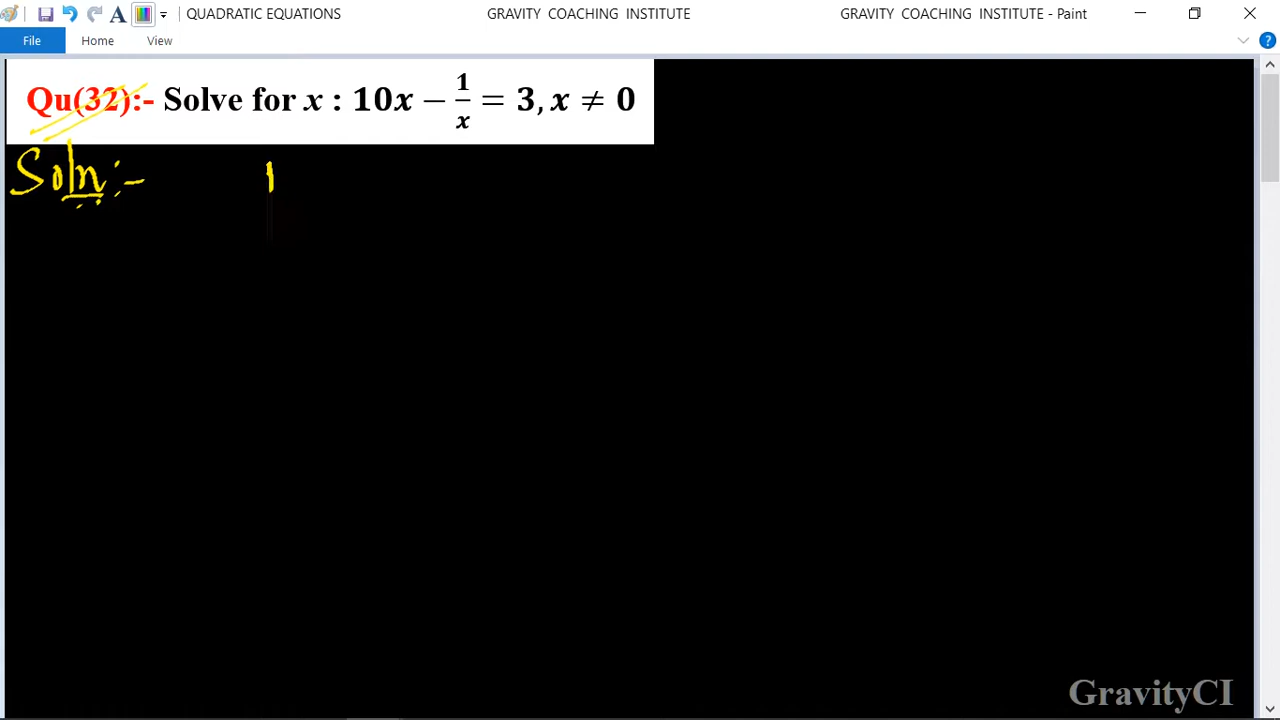 QUADRATIC EQUATIONS GRAVITY COACHING INSTITUTE GRAVITY COACHING INSTITUTE - Paint
File Home View
Qu(32):- Solve for x : 10x − 1/x = 3, x ≠ 0
Soln:- 1
GravityCI